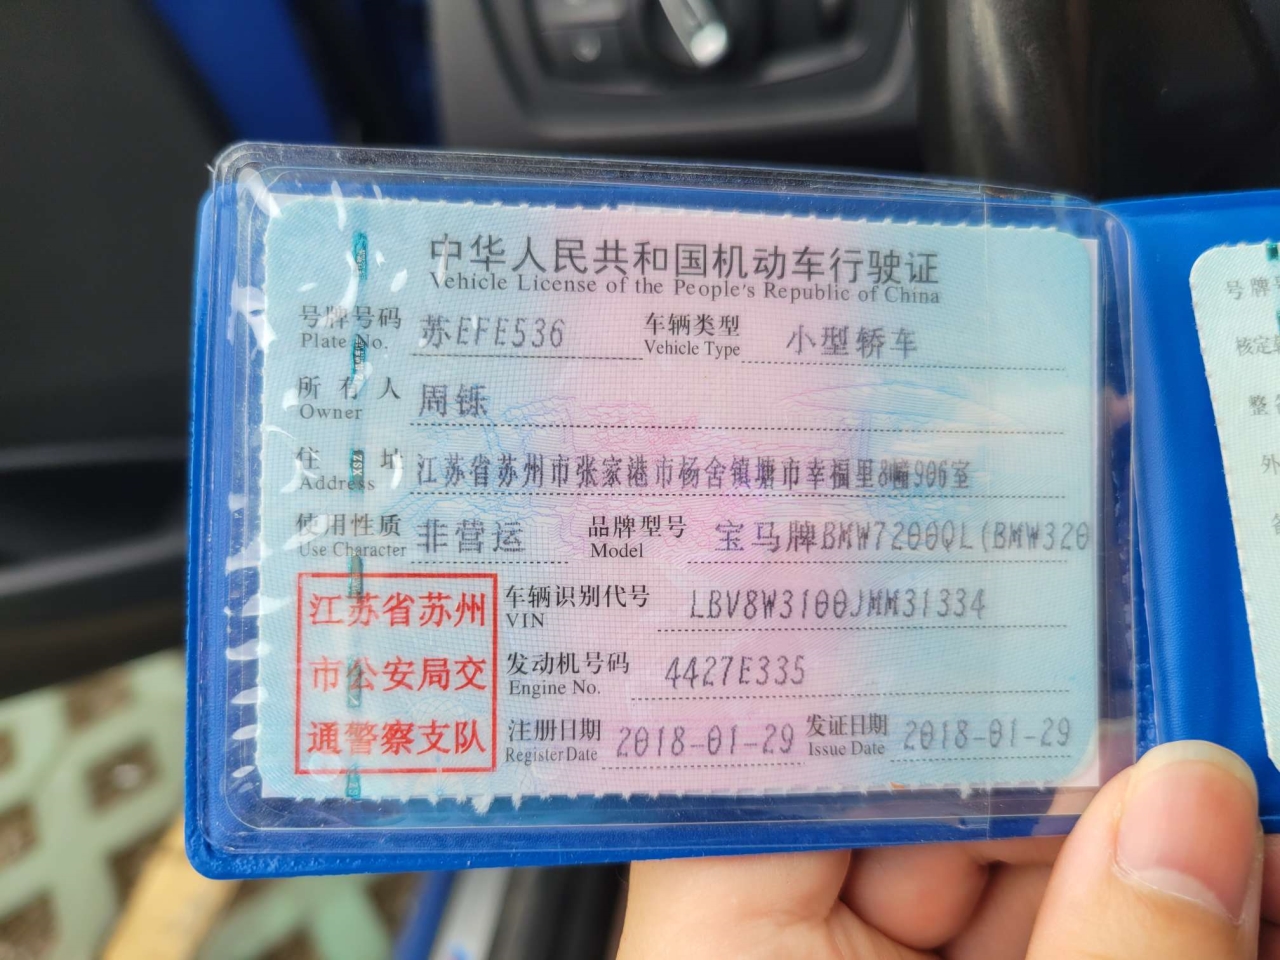 中华人民共和国机动车行驶证
Vehicle License of the People's Republic of China
号牌号码 苏EFE536 车辆类型 小型轿车
Plate No. Vehicle Type
所有人 周铄
Owner
住址 江苏省苏州市张家港市杨舍镇塘市幸福里8幢906室
Address
使用性质 非营运 品牌型号 宝马牌BMW7200QL(BMW320
Use Character Model
江苏省苏州
市公安局交
通警察支队
车辆识别代号 LBV8W3100JMM31334
VIN
发动机号码 4427E335
Engine No.
注册日期 2018-01-29 发证日期 2018-01-29
Register Date Issue Date
号牌号
核定
整
外